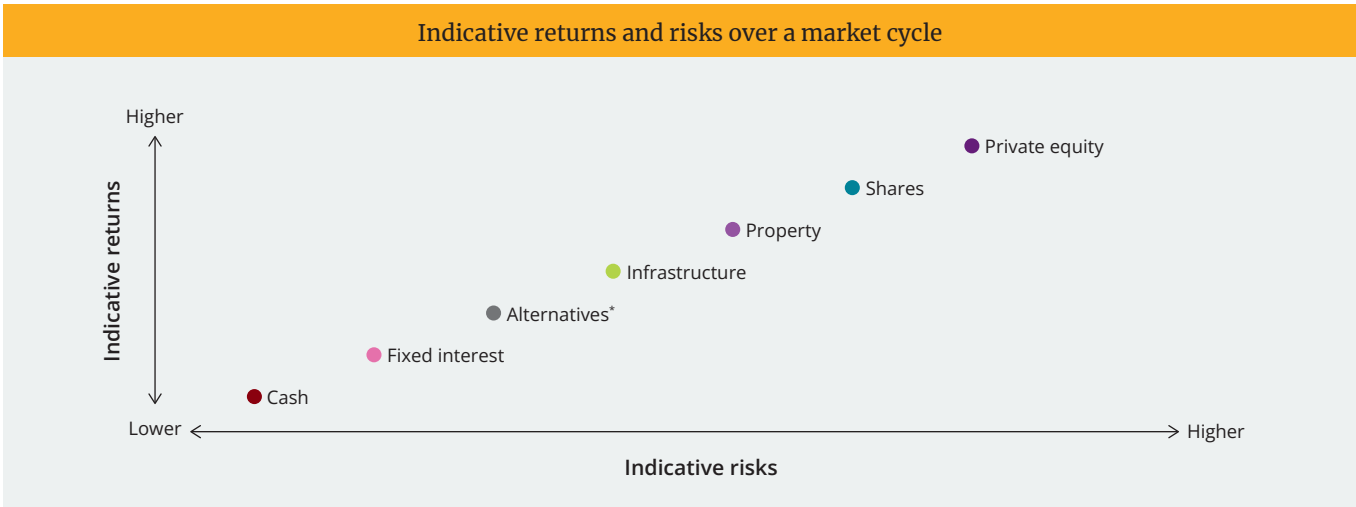 Indicative returns and risks over a market cycle
Higher
Private equity
Shares
Property
Infrastructure
Alternatives*
Fixed interest
Cash
Indicative returns
Lower
Higher
Indicative risks